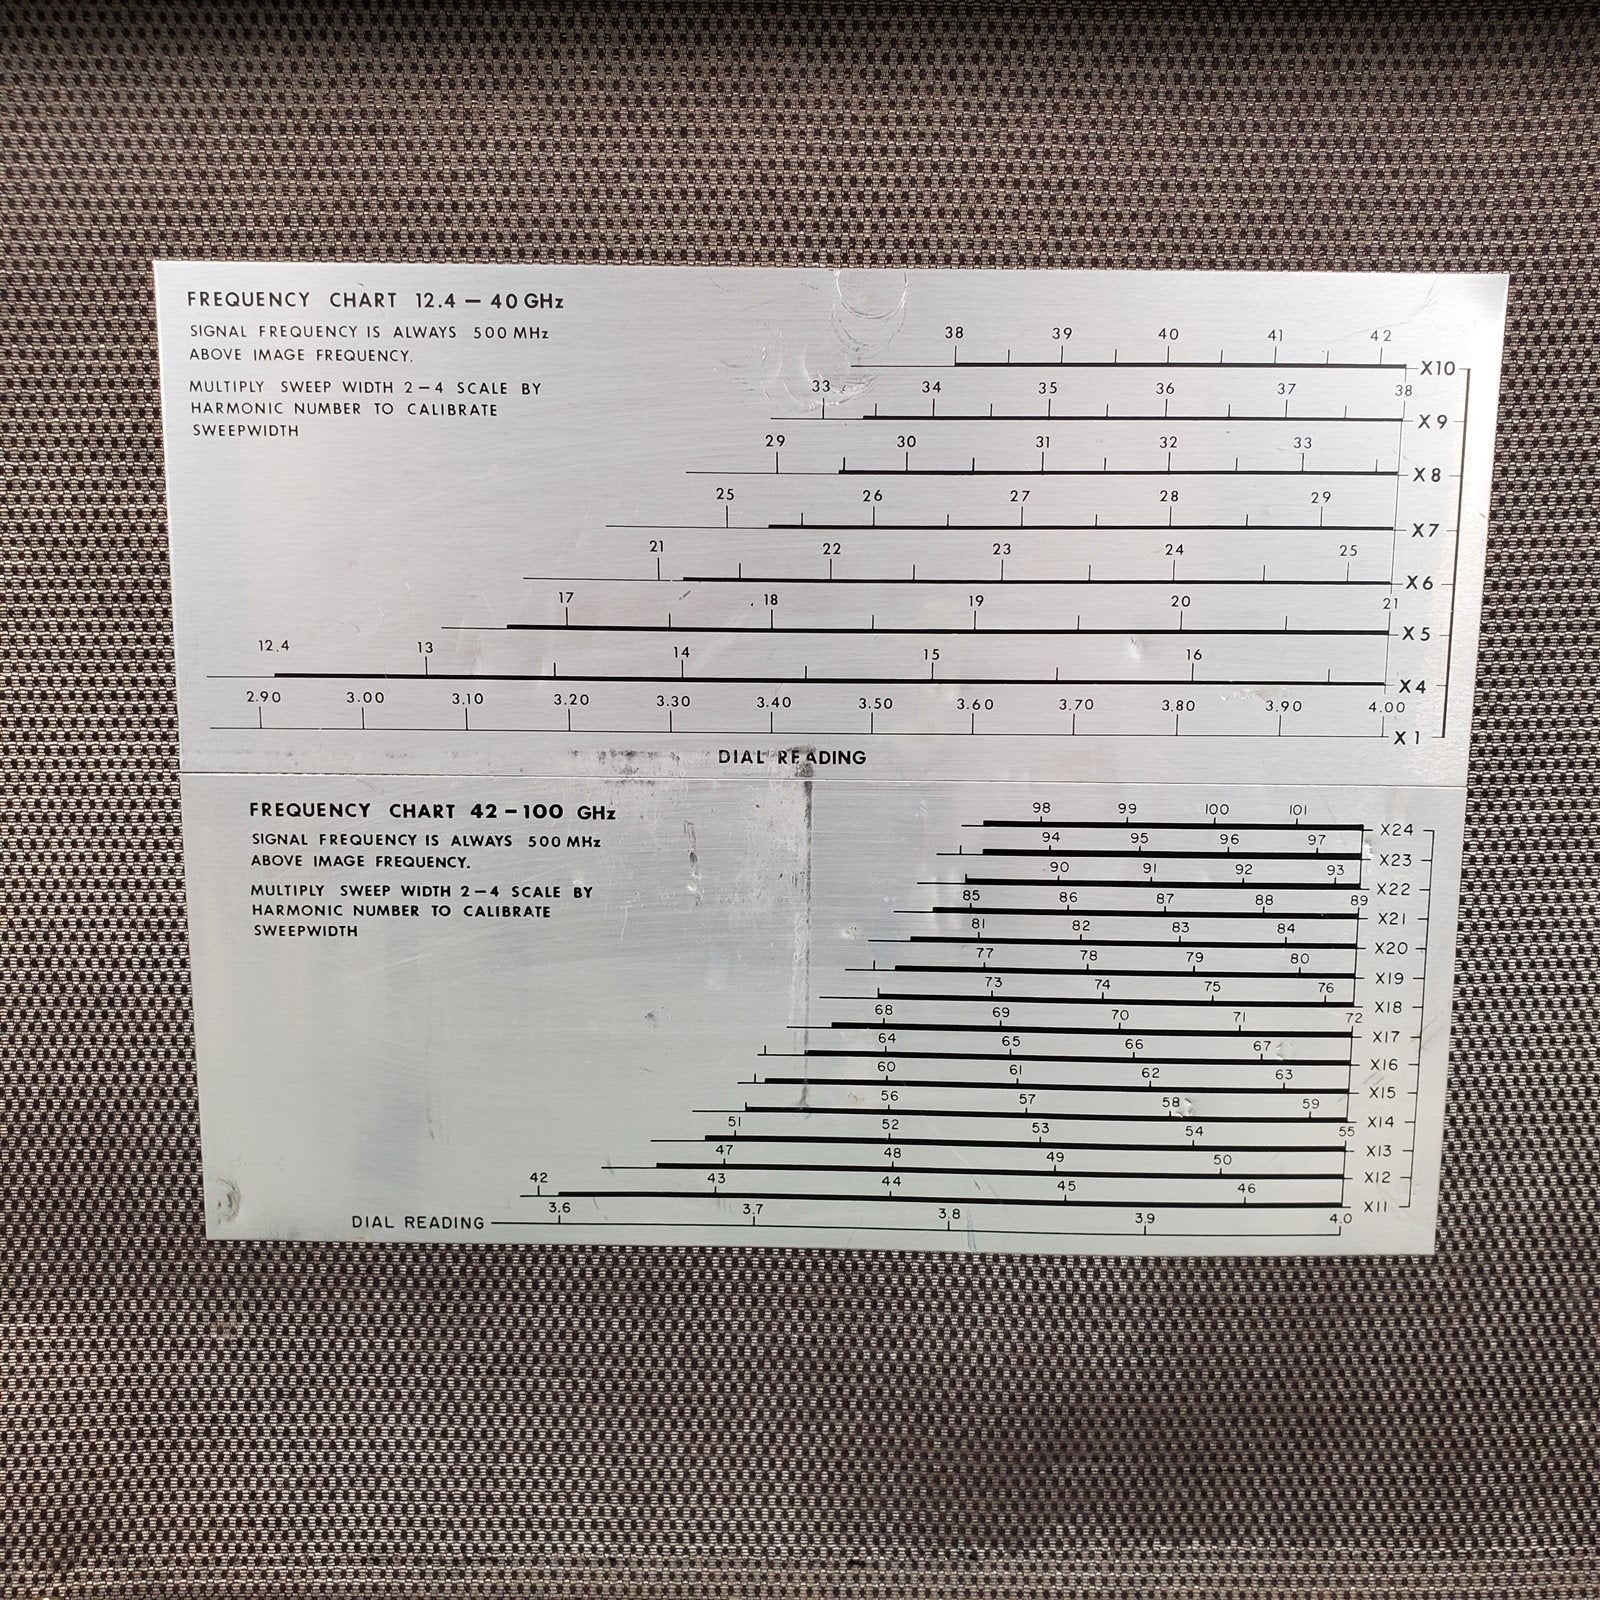 FREQUENCY CHART 12.4 – 40 GHz
SIGNAL FREQUENCY IS ALWAYS 500 MHz
ABOVE IMAGE FREQUENCY.
MULTIPLY SWEEP WIDTH 2 – 4 SCALE BY
HARMONIC NUMBER TO CALIBRATE
SWEEPWIDTH
38 39 40 41 42
X10
33 34 35 36 37 38
X9
29 30 31 32 33
X8
25 26 27 28 29
X7
21 22 23 24 25
X6
17 18 19 20 21
X5
12.4 13 14 15 16
X4
2.90 3.00 3.10 3.20 3.30 3.40 3.50 3.60 3.70 3.80 3.90 4.00
X1
DIAL READING
FREQUENCY CHART 42 – 100 GHz
SIGNAL FREQUENCY IS ALWAYS 500 MHz
ABOVE IMAGE FREQUENCY.
MULTIPLY SWEEP WIDTH 2 – 4 SCALE BY
HARMONIC NUMBER TO CALIBRATE
SWEEPWIDTH
98 99 100 101
X24
94 95 96 97
X23
90 91 92 93
X22
85 86 87 88 89
X21
81 82 83 84
X20
77 78 79 80
X19
73 74 75 76
X18
68 69 70 71 72
X17
64 65 66 67
X16
60 61 62 63
X15
56 57 58 59
X14
51 52 53 54 55
X13
47 48 49 50
X12
42 43 44 45 46
X11
3.6 3.7 3.8 3.9 4.0
DIAL READING